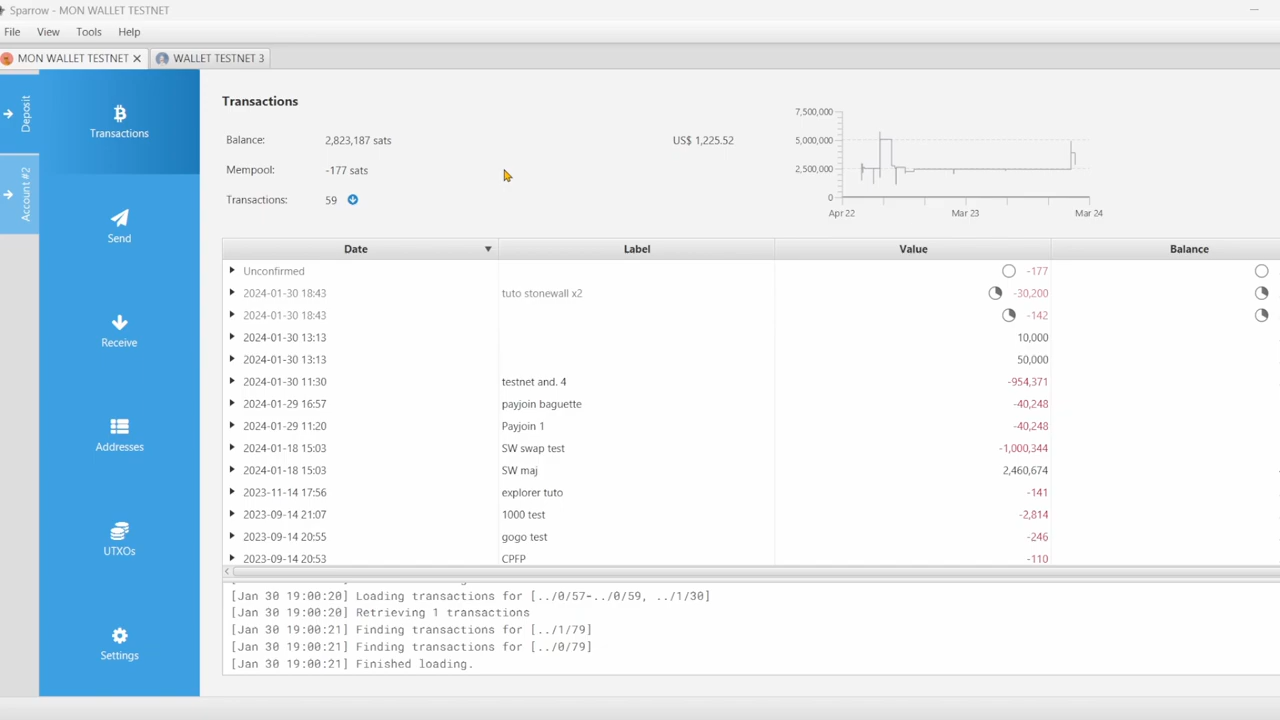 Sparrow - MON WALLET TESTNET
File View Tools Help
MON WALLET TESTNET WALLET TESTNET 3
Deposit
Account #2
Transactions
Send
Receive
Addresses
UTXOs
Settings
Transactions
Balance: 2,823,187 sats US$ 1,225.52
Mempool: -177 sats
Transactions: 59
7,500,000
5,000,000
2,500,000
0
Apr 22 Mar 23 Mar 24
Date Label Value Balance
Unconfirmed -177
2024-01-30 18:43 tuto stonewall x2 -30,200
2024-01-30 18:43 -142
2024-01-30 13:13 10,000
2024-01-30 13:13 50,000
2024-01-30 11:30 testnet and. 4 -954,371
2024-01-29 16:57 payjoin baguette -40,248
2024-01-29 11:20 Payjoin 1 -40,248
2024-01-18 15:03 SW swap test -1,000,344
2024-01-18 15:03 SW maj 2,460,674
2023-11-14 17:56 explorer tuto -141
2023-09-14 21:07 1000 test -2,814
2023-09-14 20:55 gogo test -246
2023-09-14 20:53 CPFP -110
[Jan 30 19:00:20] Loading transactions for [../0/57-../0/59, ../1/30]
[Jan 30 19:00:20] Retrieving 1 transactions
[Jan 30 19:00:21] Finding transactions for [../1/79]
[Jan 30 19:00:21] Finding transactions for [../0/79]
[Jan 30 19:00:21] Finished loading.